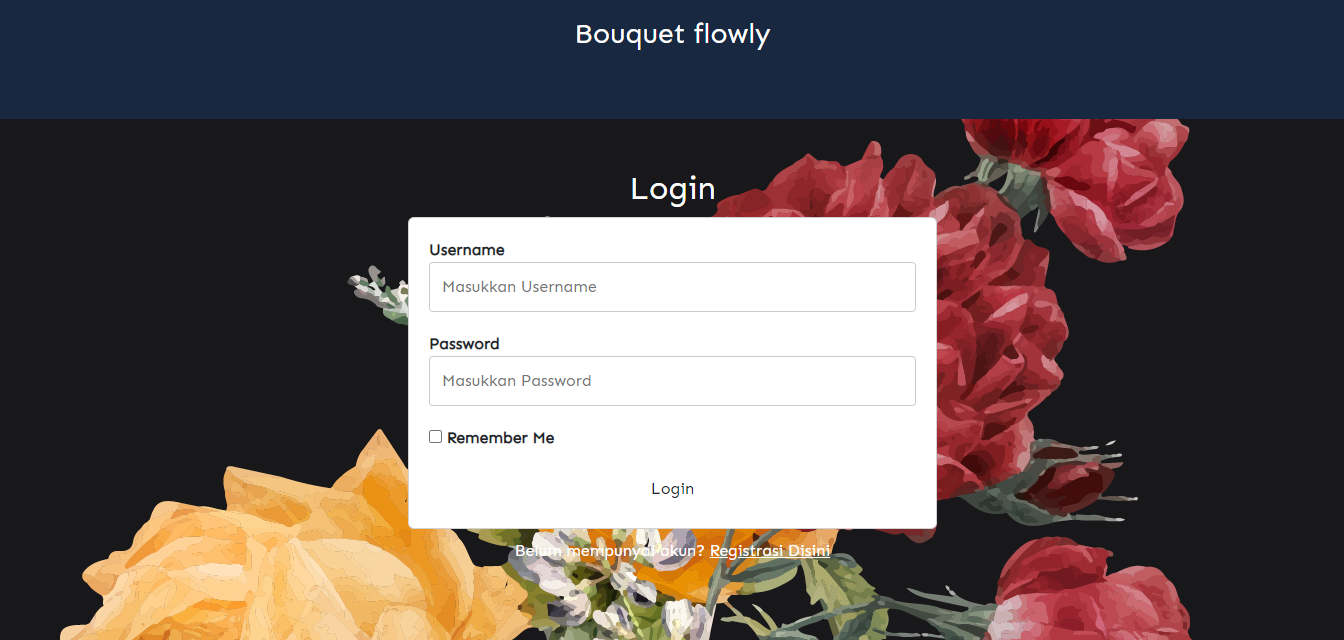 Bouquet flowly
Login
Username
Masukkan Username
Password
Masukkan Password
Remember Me
Login
Belum mempunyai akun? Registrasi Disini